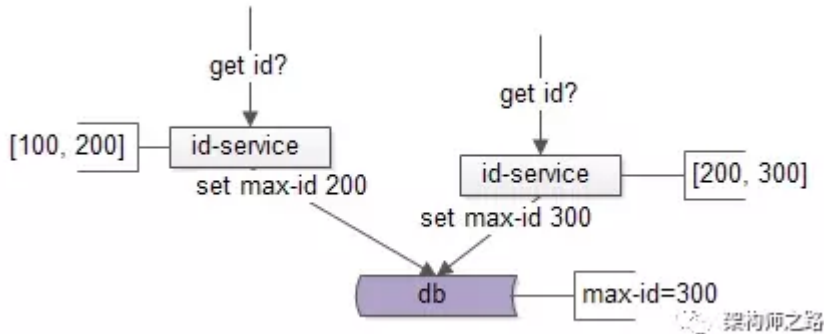 get id?
get id?
[100, 200]
id-service
id-service
[200, 300]
set max-id 200
set max-id 300
db
max-id=300
架构师之路